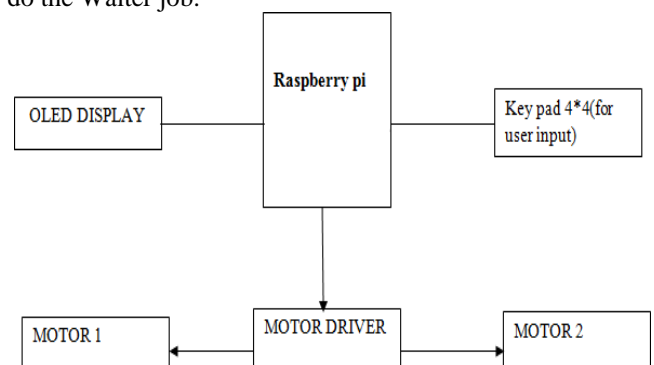 do the Waiter job.
Raspberry pi
OLED DISPLAY
Key pad 4*4(for
user input)
MOTOR 1
MOTOR DRIVER
MOTOR 2